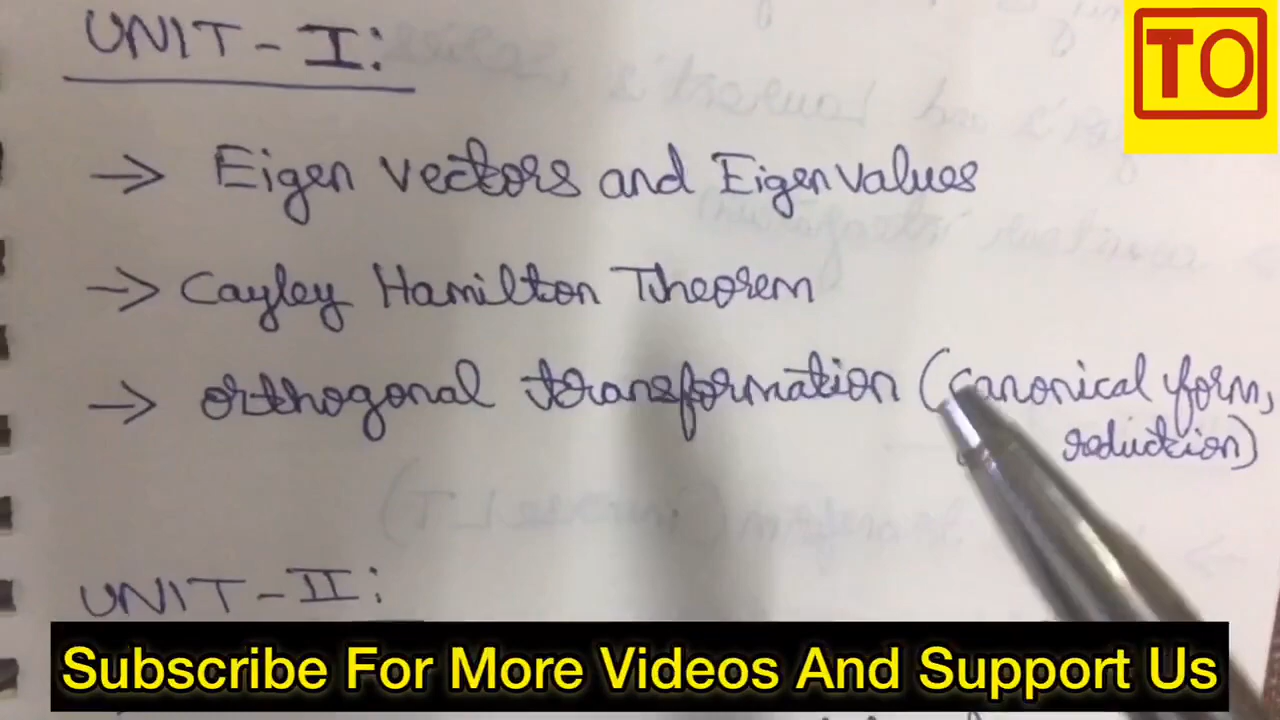 UNIT - I:
TO
→ Eigen vectors and Eigen values
→ Cayley Hamilton Theorem
→ orthogonal transformation (canonical form,
reduction)
UNIT - II:
Subscribe For More Videos And Support Us